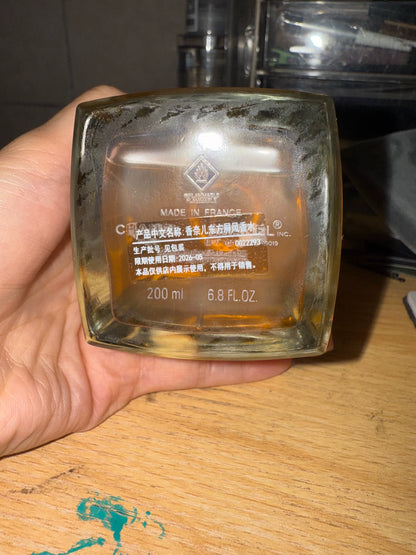 MADE IN FRANCE
产品中文名称: 香奈儿东方屏风香水
生产批号: 见包底
0022293
限期使用日期: 2026-05
本品仅供店内展示使用，不得用于销售。
200 ml 6.8 FL.OZ.